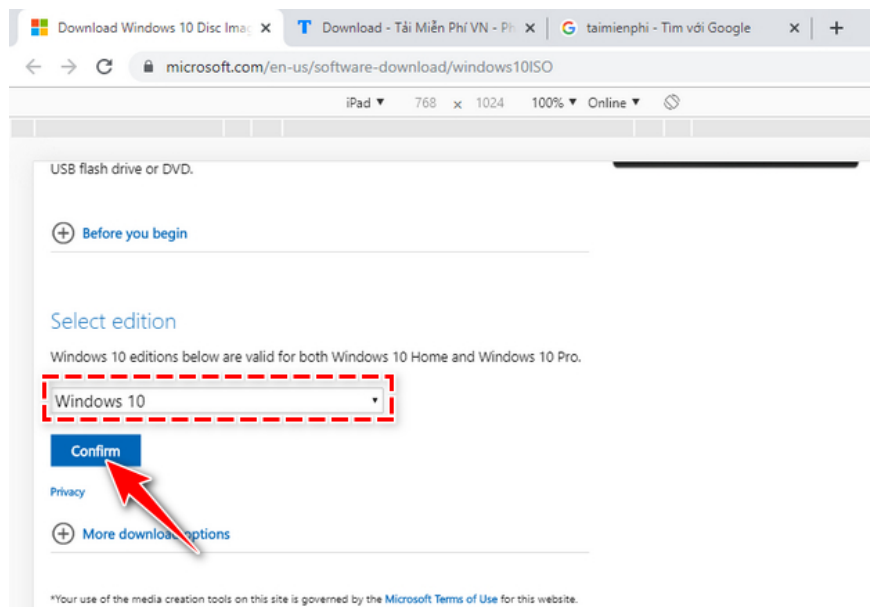 Download Windows 10 Disc Imag
T Download - Tải Miễn Phí VN - Ph
G taimienphi - Tìm với Google
microsoft.com/en-us/software-download/windows10ISO
iPad ▼ 768 x 1024 100% ▼ Online ▼
USB flash drive or DVD.
Before you begin
Select edition
Windows 10 editions below are valid for both Windows 10 Home and Windows 10 Pro.
Windows 10
Confirm
Privacy
More download options
*Your use of the media creation tools on this site is governed by the Microsoft Terms of Use for this website.